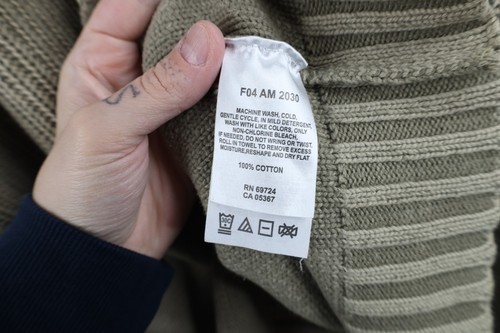 F04 AM 2030
MACHINE WASH, COLD,
GENTLE CYCLE, IN MILD DETERGENT,
WASH WITH LIKE COLORS, ONLY
NON-CHLORINE BLEACH,
IF NEEDED, DO NOT WRING OR TWIST.
ROLL IN TOWEL TO REMOVE EXCESS
MOISTURE,RESHAPE AND DRY FLAT
100% COTTON
RN 69724
CA 05367
30C